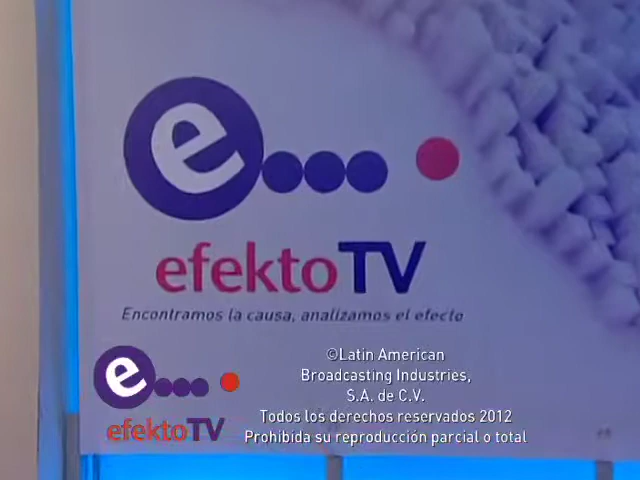 e
efektoTV
Encontramos la causa, analizamos el efecto
e
efektoTV
©Latin American
Broadcasting Industries,
S.A. de C.V.
Todos los derechos reservados 2012
Prohibida su reproducción parcial o total